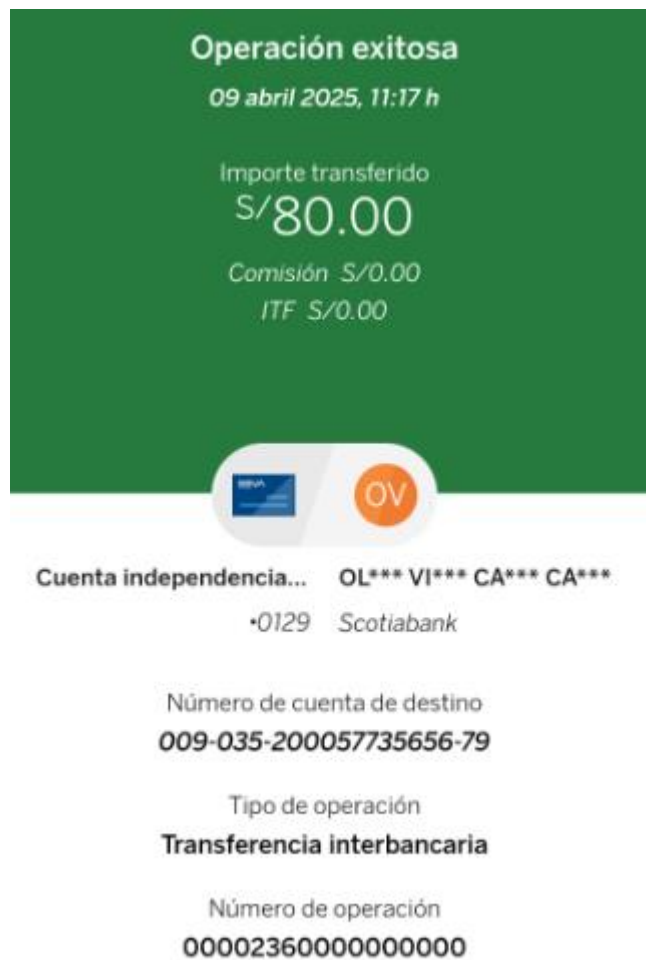 Operación exitosa
09 abril 2025, 11:17 h
Importe transferido
S/80.00
Comisión S/0.00
ITF S/0.00
BBVA
OV
Cuenta independencia... OL*** VI*** CA*** CA***
•0129 Scotiabank
Número de cuenta de destino
009-035-200057735656-79
Tipo de operación
Transferencia interbancaria
Número de operación
00002360000000000